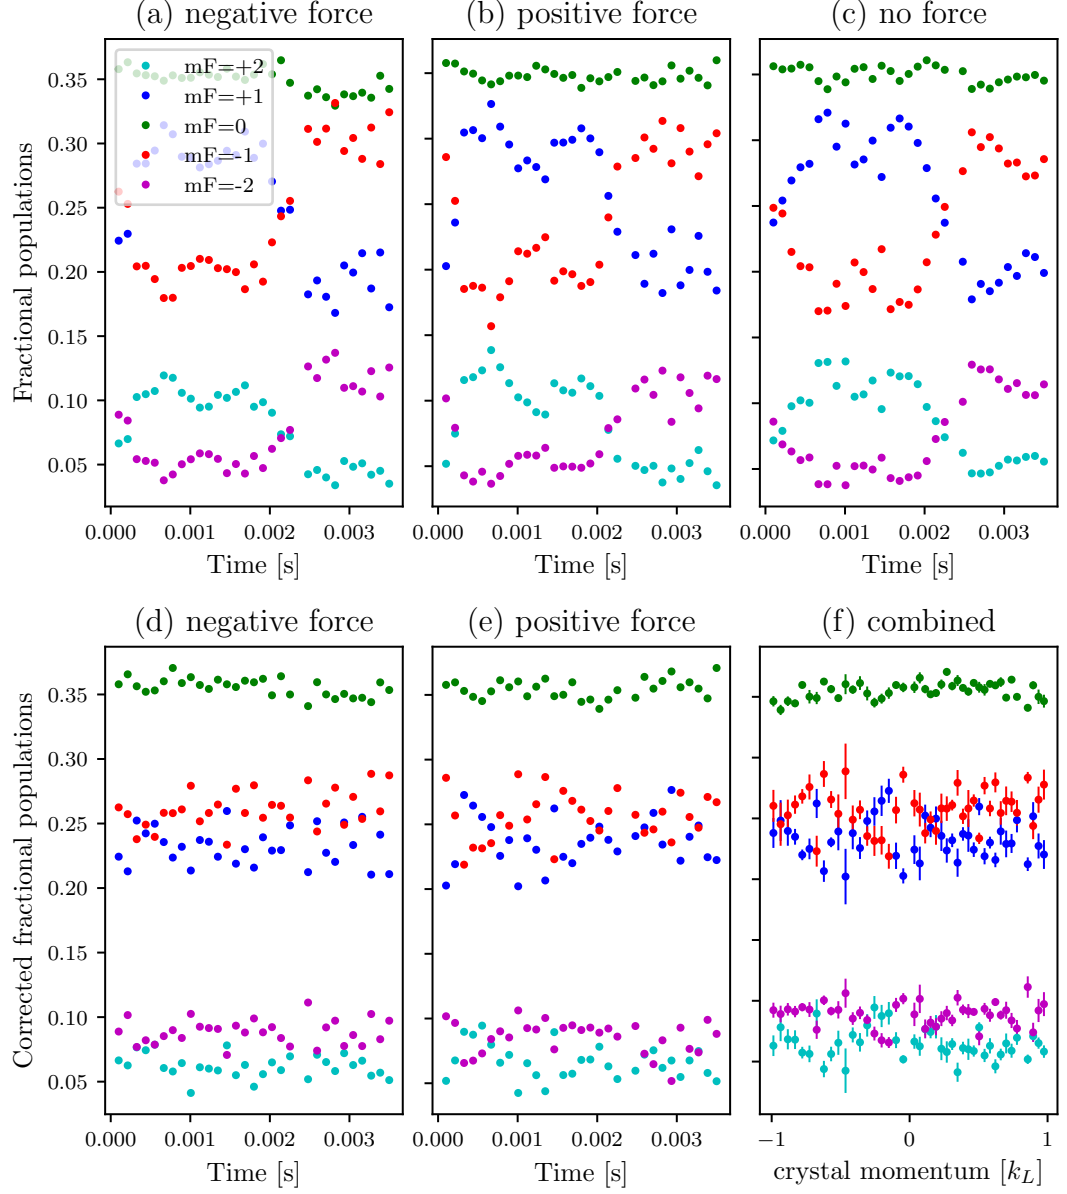 (a) negative force
(b) positive force
(c) no force
Fractional populations
0.35
0.30
0.25
0.20
0.15
0.10
0.05
mF=+2
mF=+1
mF=0
mF=-1
mF=-2
0.000 0.001 0.002 0.003
0.000 0.001 0.002 0.003
0.000 0.001 0.002 0.003
Time [s]
Time [s]
Time [s]
(d) negative force
(e) positive force
(f) combined
Corrected fractional populations
0.35
0.30
0.25
0.20
0.15
0.10
0.05
0.000 0.001 0.002 0.003
0.000 0.001 0.002 0.003
−1 0 1
Time [s]
Time [s]
crystal momentum [k_L]